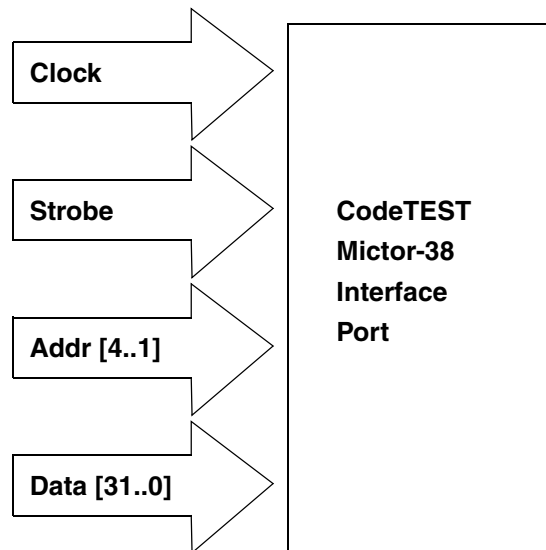 Clock
Strobe
Addr [4..1]
Data [31..0]
CodeTEST
Mictor-38
Interface
Port